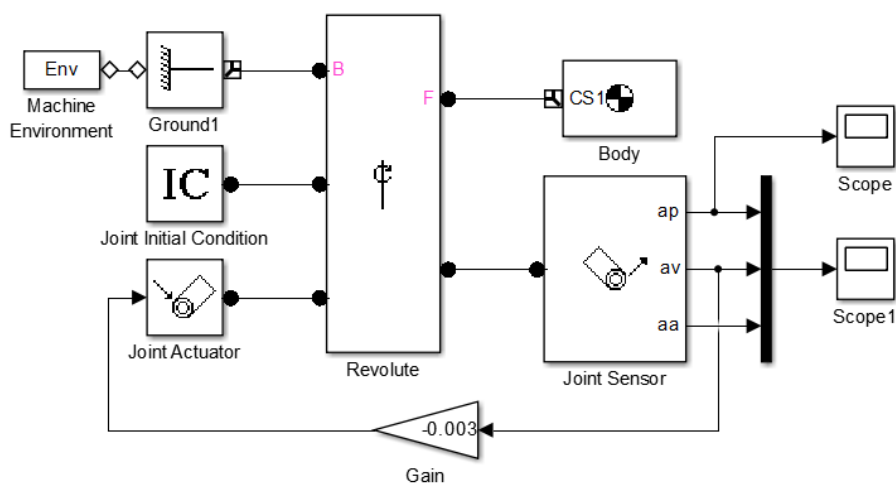 Env
Machine
Environment
Ground1
B
F
CS1
Body
Scope
IC
Joint Initial Condition
ap
av
aa
Scope1
Joint Actuator
Revolute
Joint Sensor
-0.003
Gain